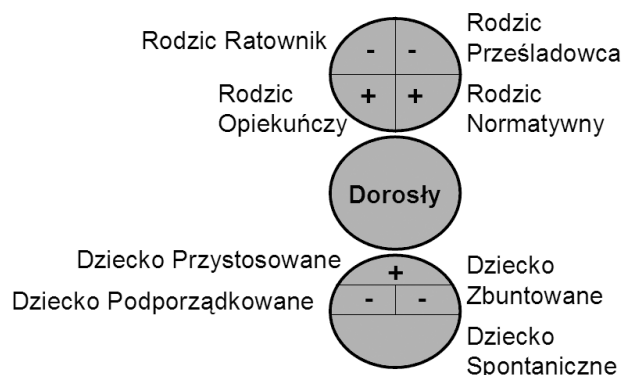 Rodzic Ratownik
Rodzic
Prześladowca
- -
Rodzic
Opiekuńczy
+ +
Rodzic
Normatywny
Dorosły
Dziecko Przystosowane
+
Dziecko
Zbuntowane
Dziecko Podporządkowane
- -
Dziecko
Spontaniczne